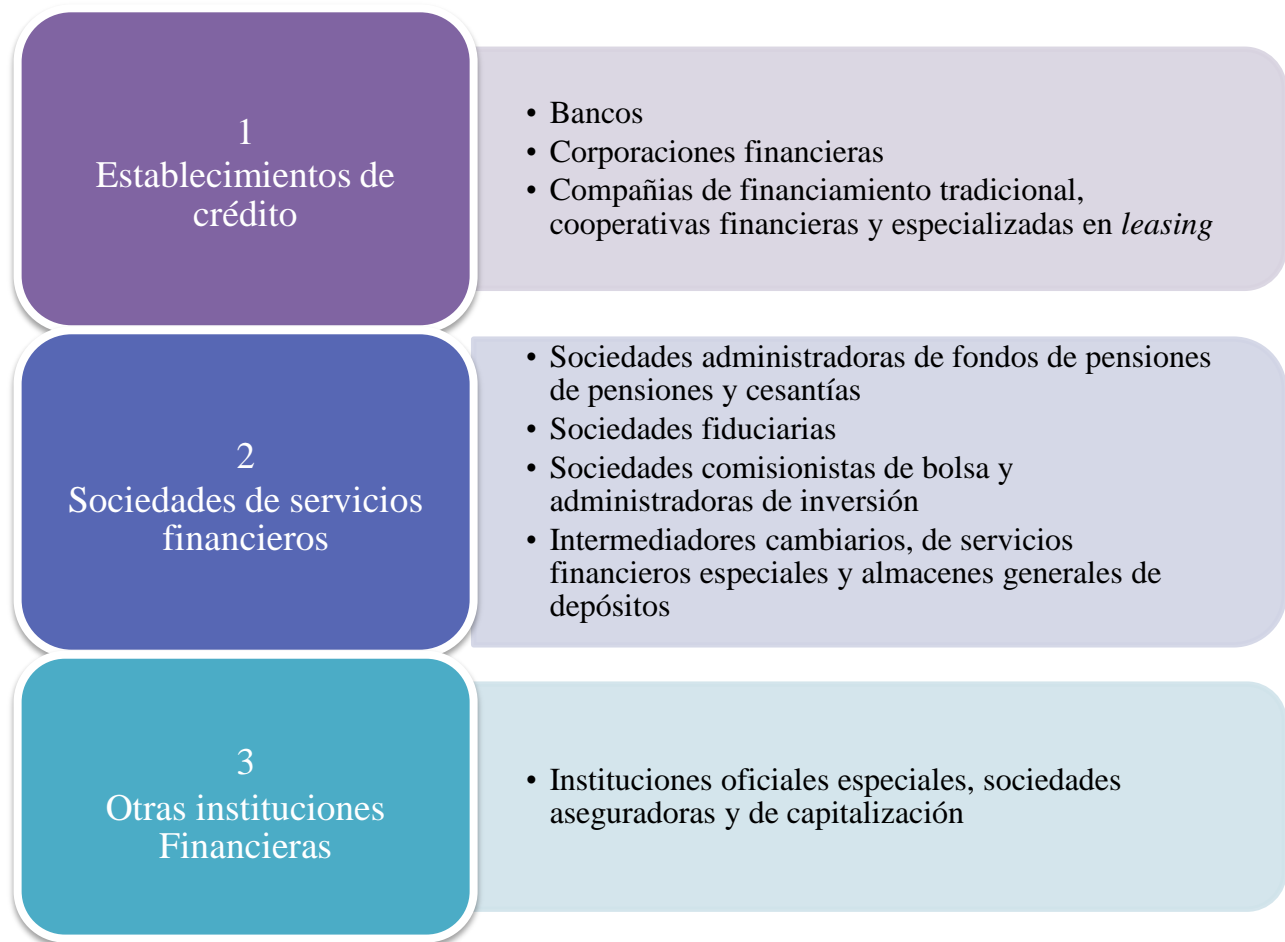 1
Establecimientos de
crédito
• Bancos
• Corporaciones financieras
• Compañias de financiamiento tradicional,
cooperativas financieras y especializadas en leasing
2
Sociedades de servicios
financieros
• Sociedades administradoras de fondos de pensiones
de pensiones y cesantías
• Sociedades fiduciarias
• Sociedades comisionistas de bolsa y
administradoras de inversión
• Intermediadores cambiarios, de servicios
financieros especiales y almacenes generales de
depósitos
3
Otras instituciones
Financieras
• Instituciones oficiales especiales, sociedades
aseguradoras y de capitalización